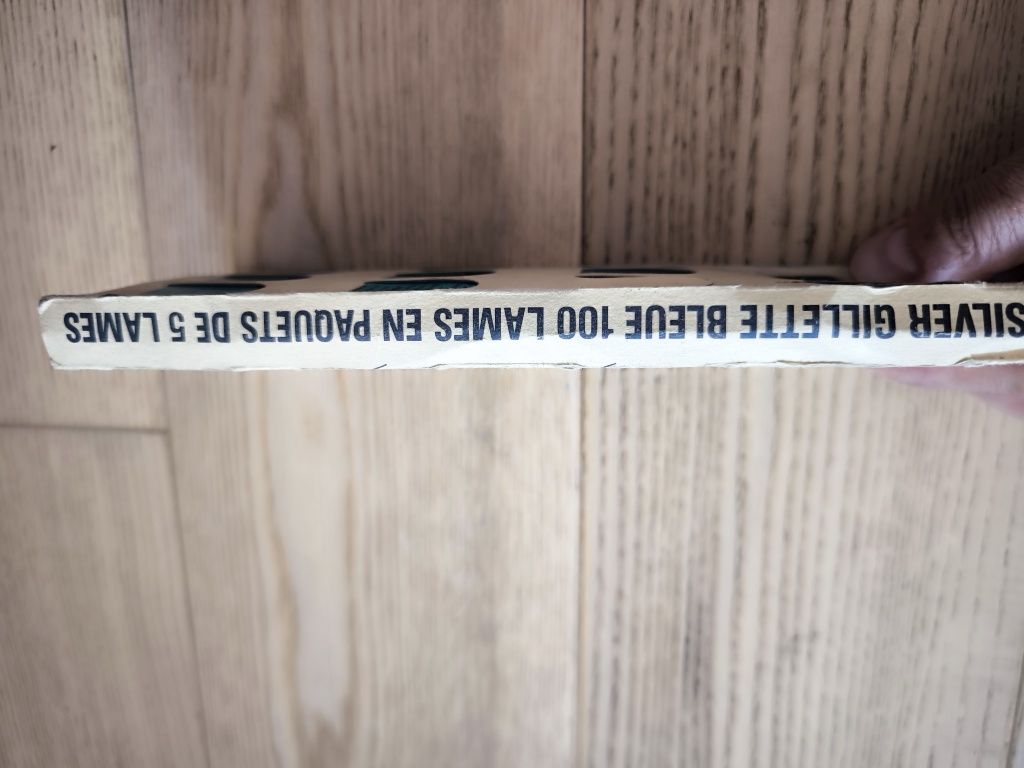 SILVER GILLETTE BLEUE 100 LAMES EN PAQUETS DE 5 LAMES